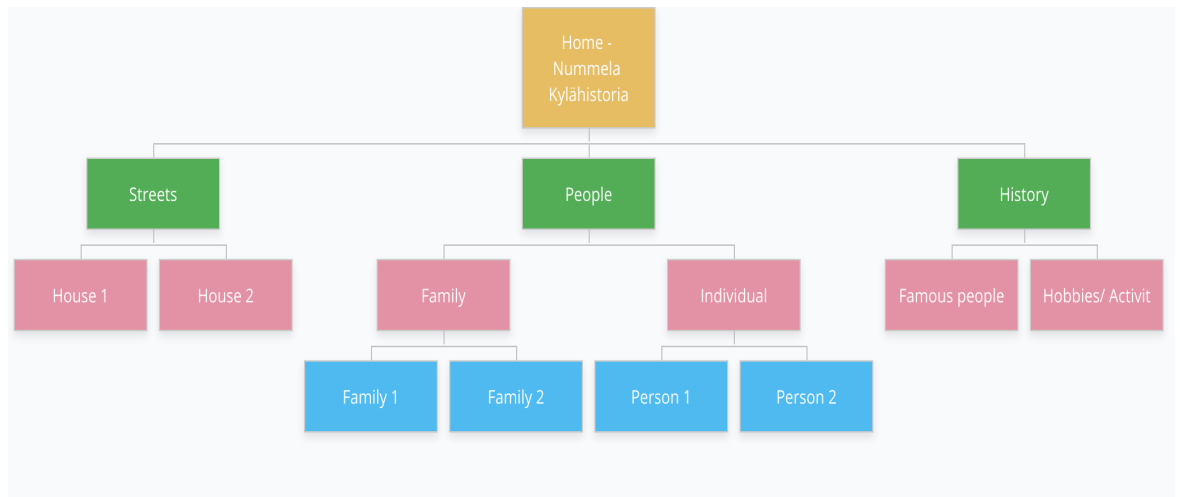 Home -
Nummela
Kylähistoria
Streets
People
History
House 1
House 2
Family
Individual
Famous people
Hobbies/ Activit
Family 1
Family 2
Person 1
Person 2